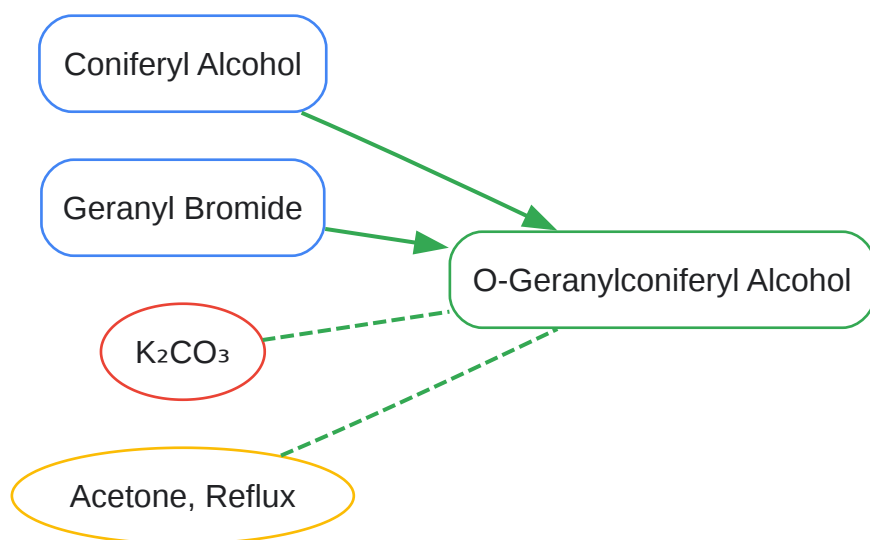 Coniferyl Alcohol
Geranyl Bromide
O-Geranylconiferyl Alcohol
K₂CO₃
Acetone, Reflux